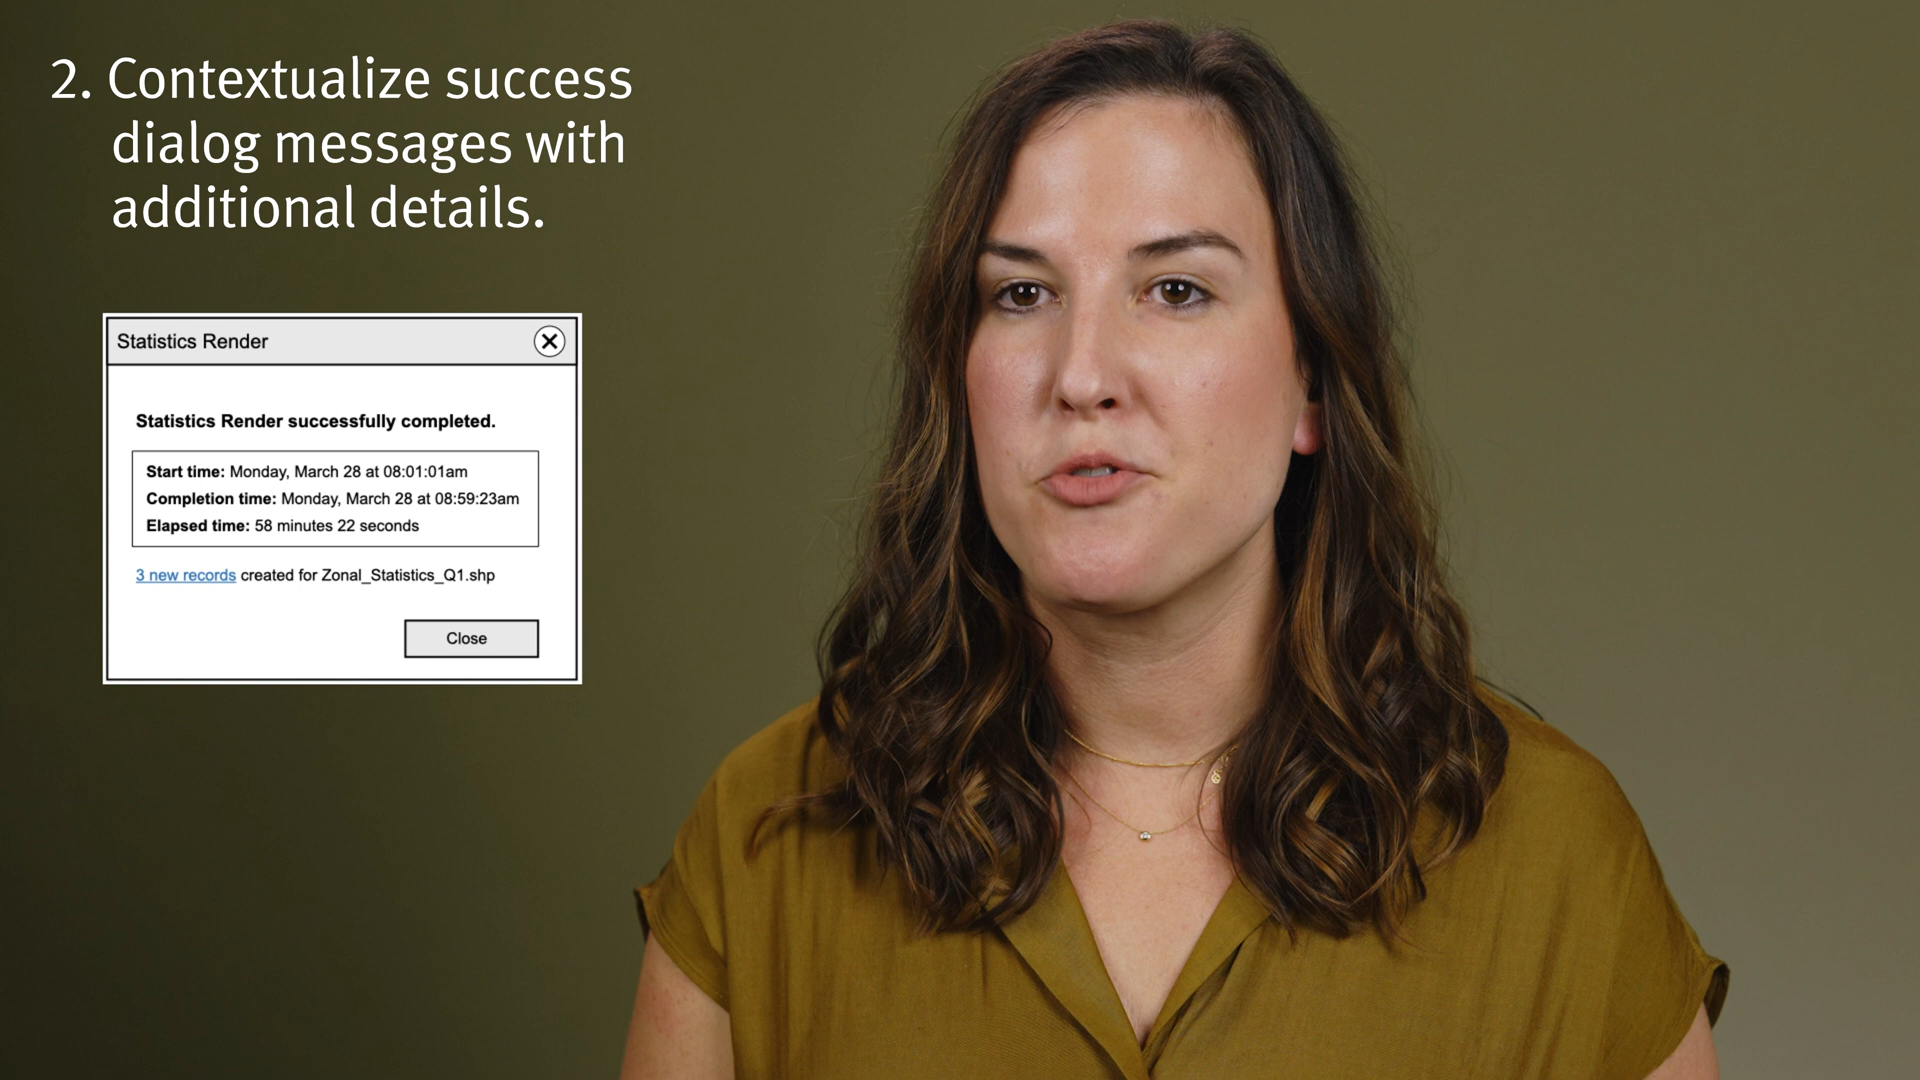 2. Contextualize success
dialog messages with
additional details.
Statistics Render
Statistics Render successfully completed.
Start time: Monday, March 28 at 08:01:01am
Completion time: Monday, March 28 at 08:59:23am
Elapsed time: 58 minutes 22 seconds
3 new records created for Zonal_Statistics_Q1.shp
Close